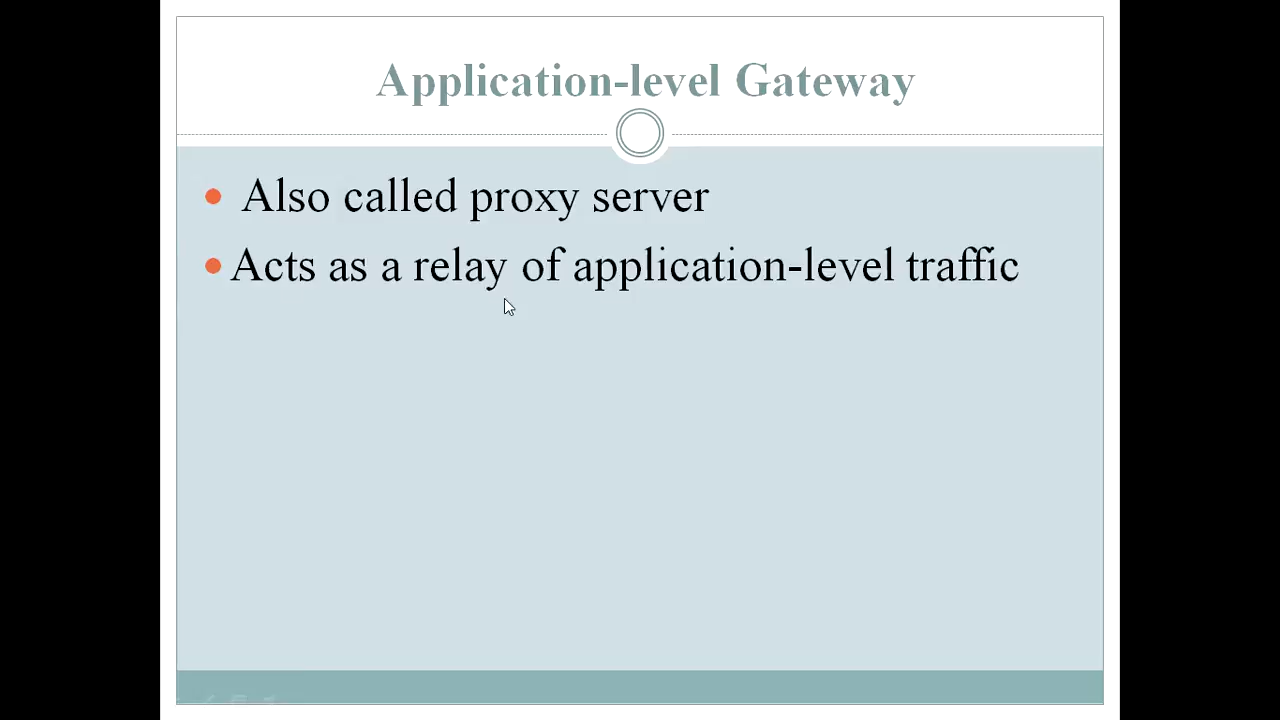 Application-level Gateway
• Also called proxy server
• Acts as a relay of application-level traffic